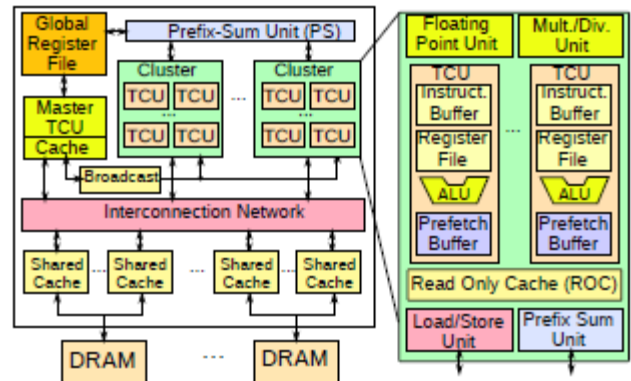 Global
Register
File
Prefix-Sum Unit (PS)
Master
TCU
Cache
Cluster
TCU TCU
...
TCU TCU
...
Cluster
TCU TCU
...
TCU TCU
Broadcast
Interconnection Network
Shared
Cache
...
Shared
Cache
...
Shared
Cache
...
Shared
Cache
DRAM
...
DRAM
Floating
Point Unit
Mult./Div.
Unit
TCU
Instruct.
Buffer
Register
File
ALU
Prefetch
Buffer
...
TCU
Instruct.
Buffer
Register
File
ALU
Prefetch
Buffer
Read Only Cache (ROC)
Load/Store
Unit
Prefix Sum
Unit